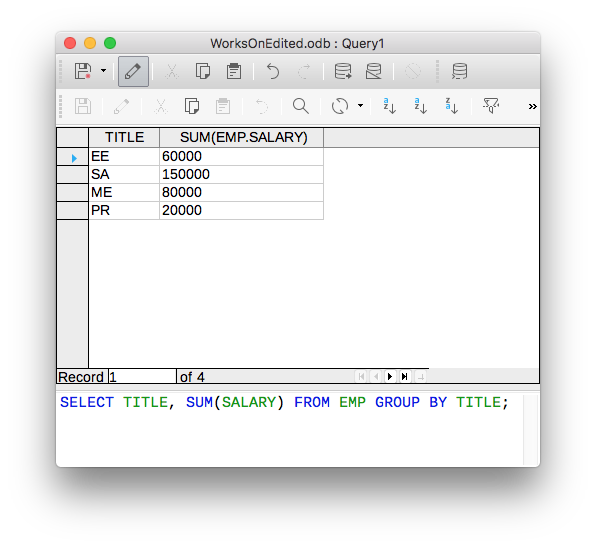 WorksOnEdited.odb : Query1
a z a z z a »
TITLE SUM(EMP.SALARY)
EE 60000
SA 150000
ME 80000
PR 20000
Record 1 of 4
SELECT TITLE, SUM(SALARY) FROM EMP GROUP BY TITLE;